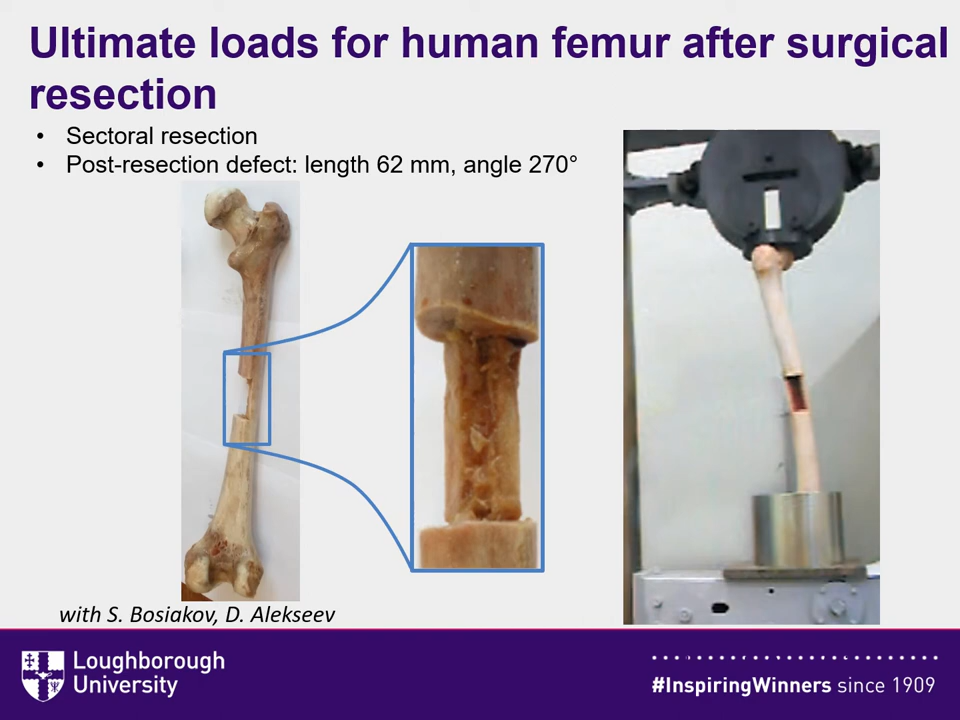 Ultimate loads for human femur after surgical
resection
• Sectoral resection
• Post-resection defect: length 62 mm, angle 270°
with S. Bosiakov, D. Alekseev
Loughborough
University
#InspiringWinners since 1909